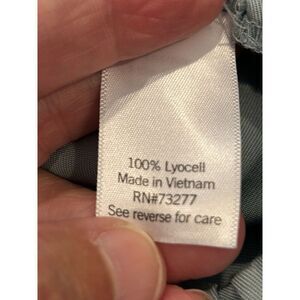 100% Lyocell
Made in Vietnam
RN#73277
See reverse for care